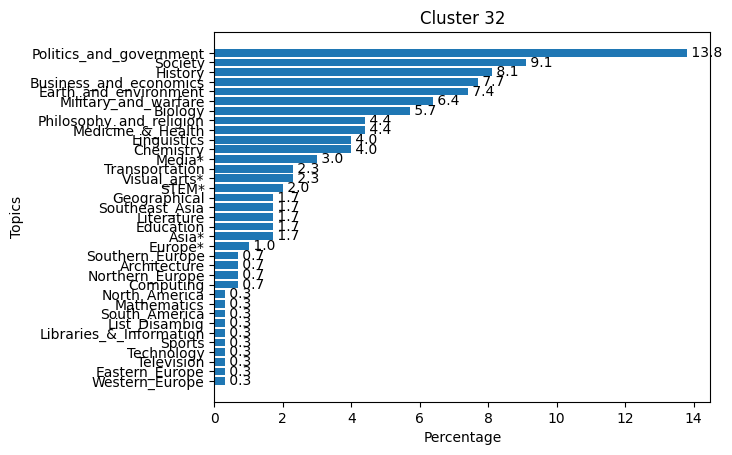 Cluster 32
Topics
Politics_and_government 13.8
Society 9.1
History 8.1
Business_and_economics 7.7
Earth_and_environment 7.4
Military_and_warfare 6.4
Biology 5.7
Philosophy_and_religion 4.4
Medicine_&_Health 4.4
Linguistics 4.0
Chemistry 4.0
Media* 3.0
Transportation 2.3
Visual_arts* 2.3
STEM* 2.0
Geographical 1.7
Southeast_Asia 1.7
Literature 1.7
Education 1.7
Asia* 1.7
Europe* 1.0
Southern_Europe 0.7
Architecture 0.7
Northern_Europe 0.7
Computing 0.7
North_America 0.3
Mathematics 0.3
South_America 0.3
List_Disambig 0.3
Libraries_&_Information 0.3
Sports 0.3
Technology 0.3
Television 0.3
Eastern_Europe 0.3
Western_Europe 0.3
0 2 4 6 8 10 12 14
Percentage